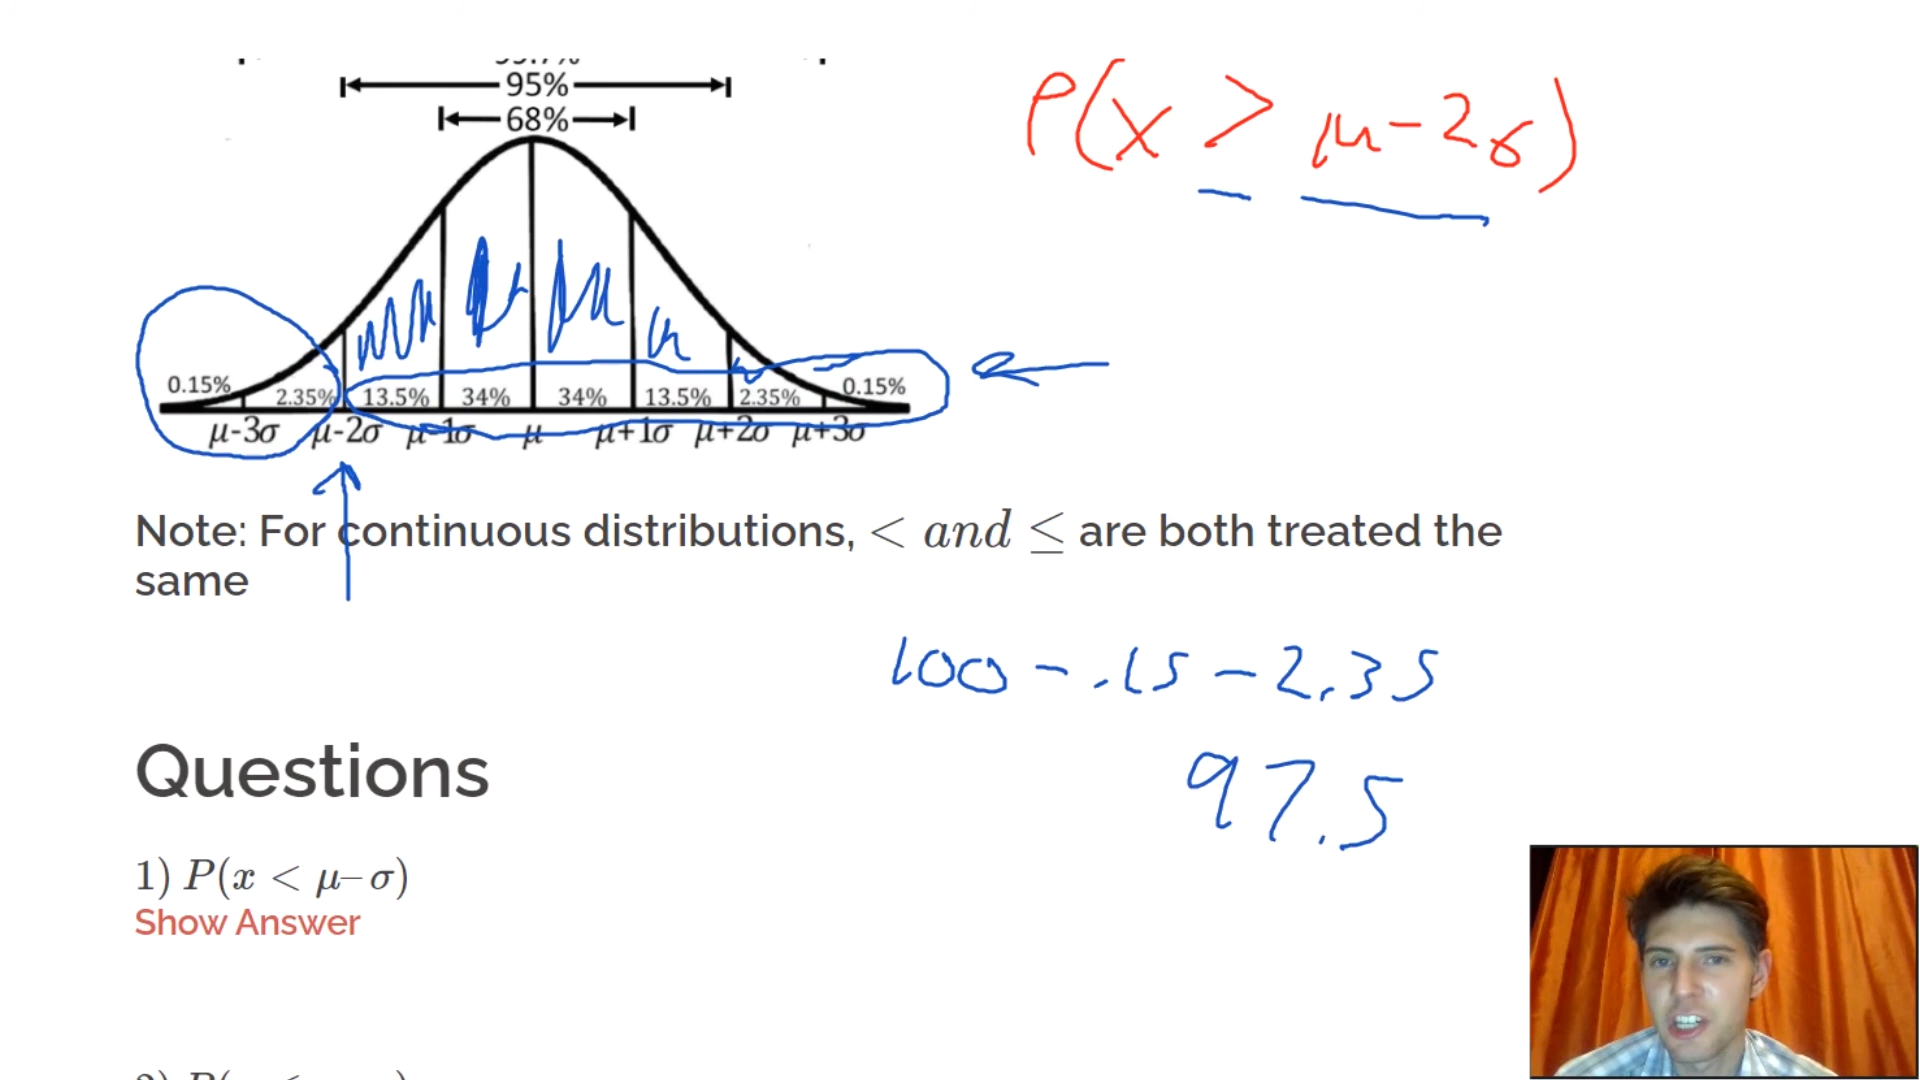 95%
68%
P(x > μ-2σ)
0.15% 2.35% 13.5% 34% 34% 13.5% 2.35% 0.15%
μ-3σ μ-2σ μ-1σ μ μ+1σ μ+2σ μ+3σ
Note: For continuous distributions, < and ≤ are both treated the
same
100 - .15 - 2.35
97.5
Questions
1) P(x < μ–σ)
Show Answer